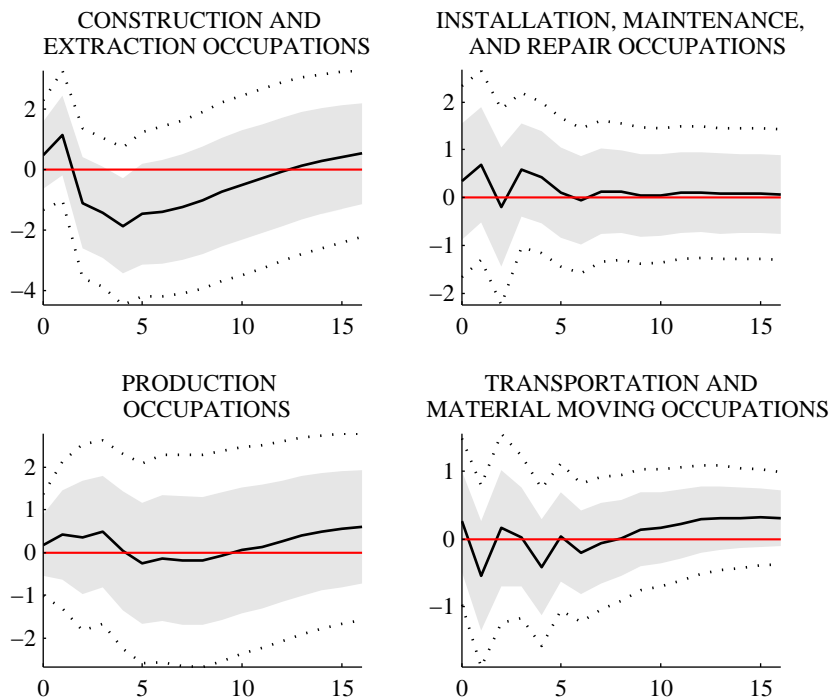 CONSTRUCTION AND
EXTRACTION OCCUPATIONS
2
0
−2
−4
0 5 10 15
INSTALLATION, MAINTENANCE,
AND REPAIR OCCUPATIONS
2
1
0
−1
−2
0 5 10 15
PRODUCTION
OCCUPATIONS
2
1
0
−1
−2
0 5 10 15
TRANSPORTATION AND
MATERIAL MOVING OCCUPATIONS
1
0
−1
0 5 10 15